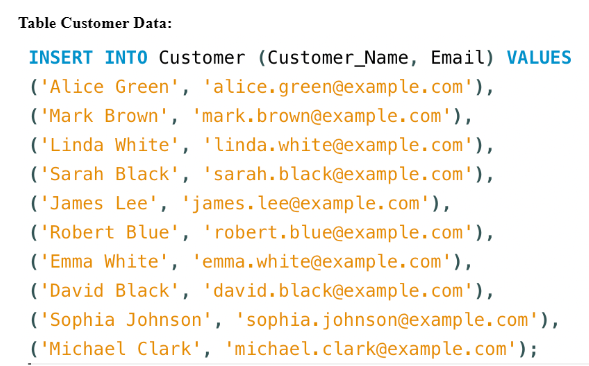 Table Customer Data:
INSERT INTO Customer (Customer_Name, Email) VALUES
('Alice Green', 'alice.green@example.com'),
('Mark Brown', 'mark.brown@example.com'),
('Linda White', 'linda.white@example.com'),
('Sarah Black', 'sarah.black@example.com'),
('James Lee', 'james.lee@example.com'),
('Robert Blue', 'robert.blue@example.com'),
('Emma White', 'emma.white@example.com'),
('David Black', 'david.black@example.com'),
('Sophia Johnson', 'sophia.johnson@example.com'),
('Michael Clark', 'michael.clark@example.com');